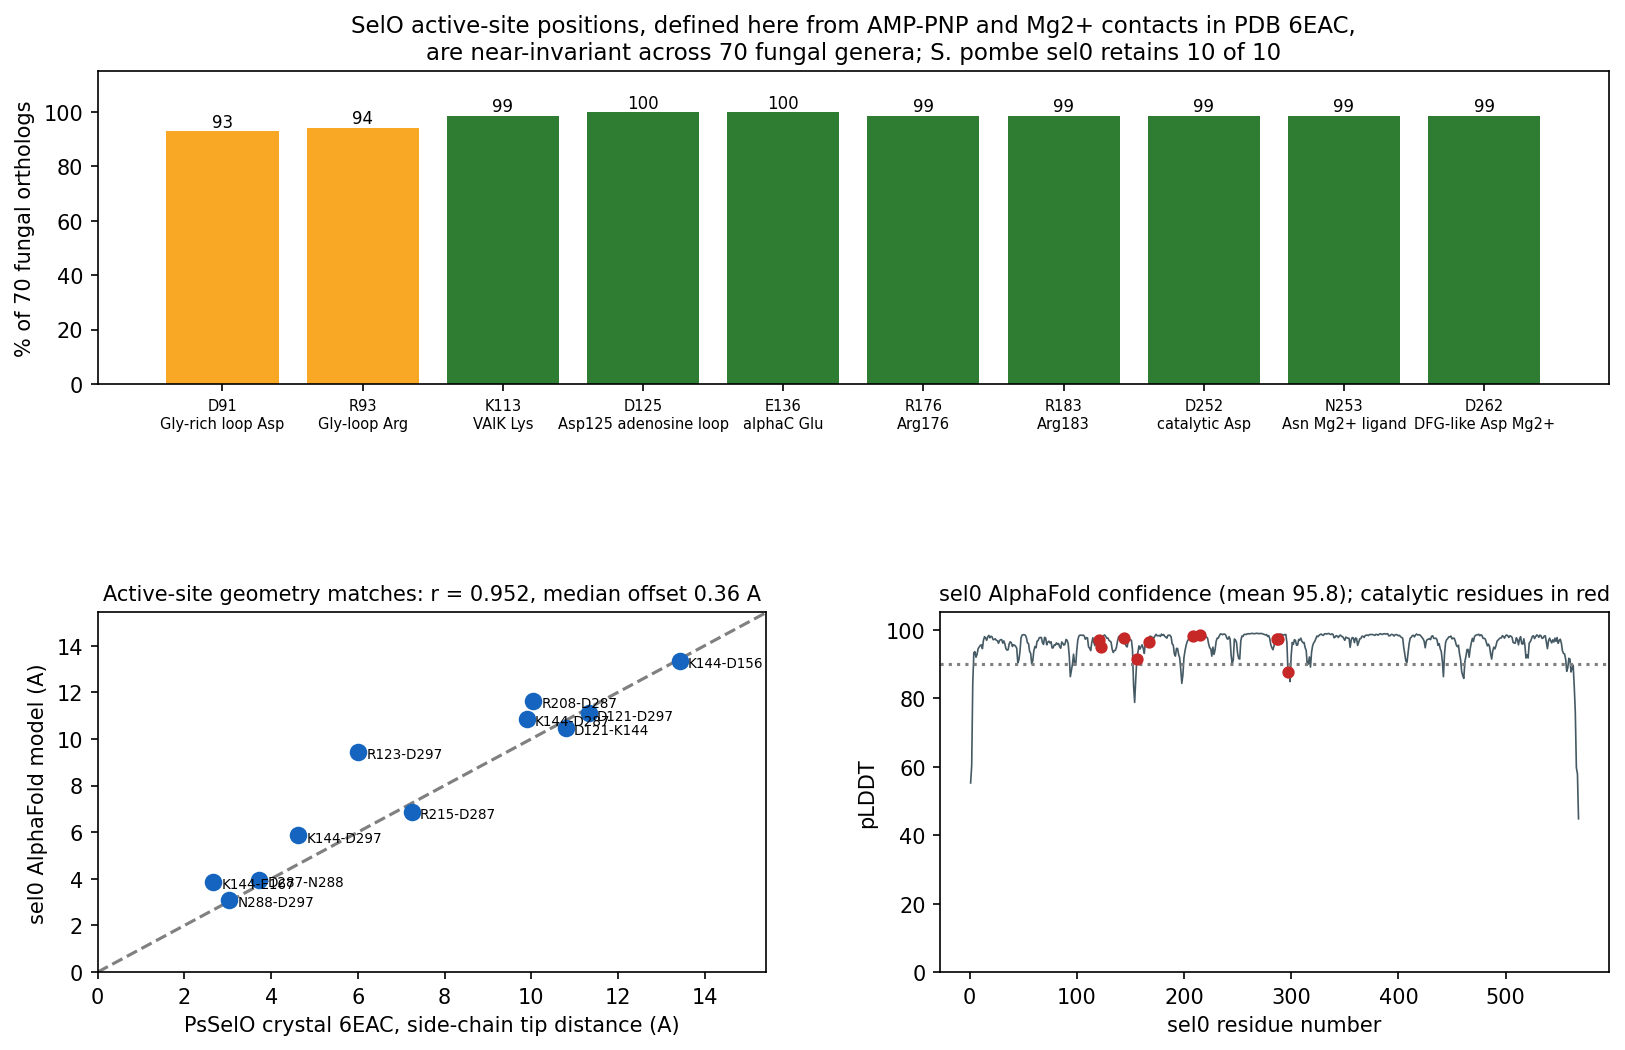 SelO active-site positions, defined here from AMP-PNP and Mg2+ contacts in PDB 6EAC,
are near-invariant across 70 fungal genera; S. pombe sel0 retains 10 of 10
% of 70 fungal orthologs
100
80
60
40
20
0
93
94
99
100
100
99
99
99
99
99
D91
Gly-rich loop Asp
R93
Gly-loop Arg
K113
VAIK Lys
D125
Asp125 adenosine loop
E136
alphaC Glu
R176
Arg176
R183
Arg183
D252
catalytic Asp
N253
Asn Mg2+ ligand
D262
DFG-like Asp Mg2+
Active-site geometry matches: r = 0.952, median offset 0.36 A
sel0 AlphaFold model (A)
14
12
10
8
6
4
2
0
K144-D156
R208-D287
D121-D297
K144-D287
D121-K144
R123-D297
R215-D287
K144-D297
K144-E167
D287-N288
N288-D297
0
2
4
6
8
10
12
14
PsSelO crystal 6EAC, side-chain tip distance (A)
sel0 AlphaFold confidence (mean 95.8); catalytic residues in red
pLDDT
100
80
60
40
20
0
0
100
200
300
400
500
sel0 residue number